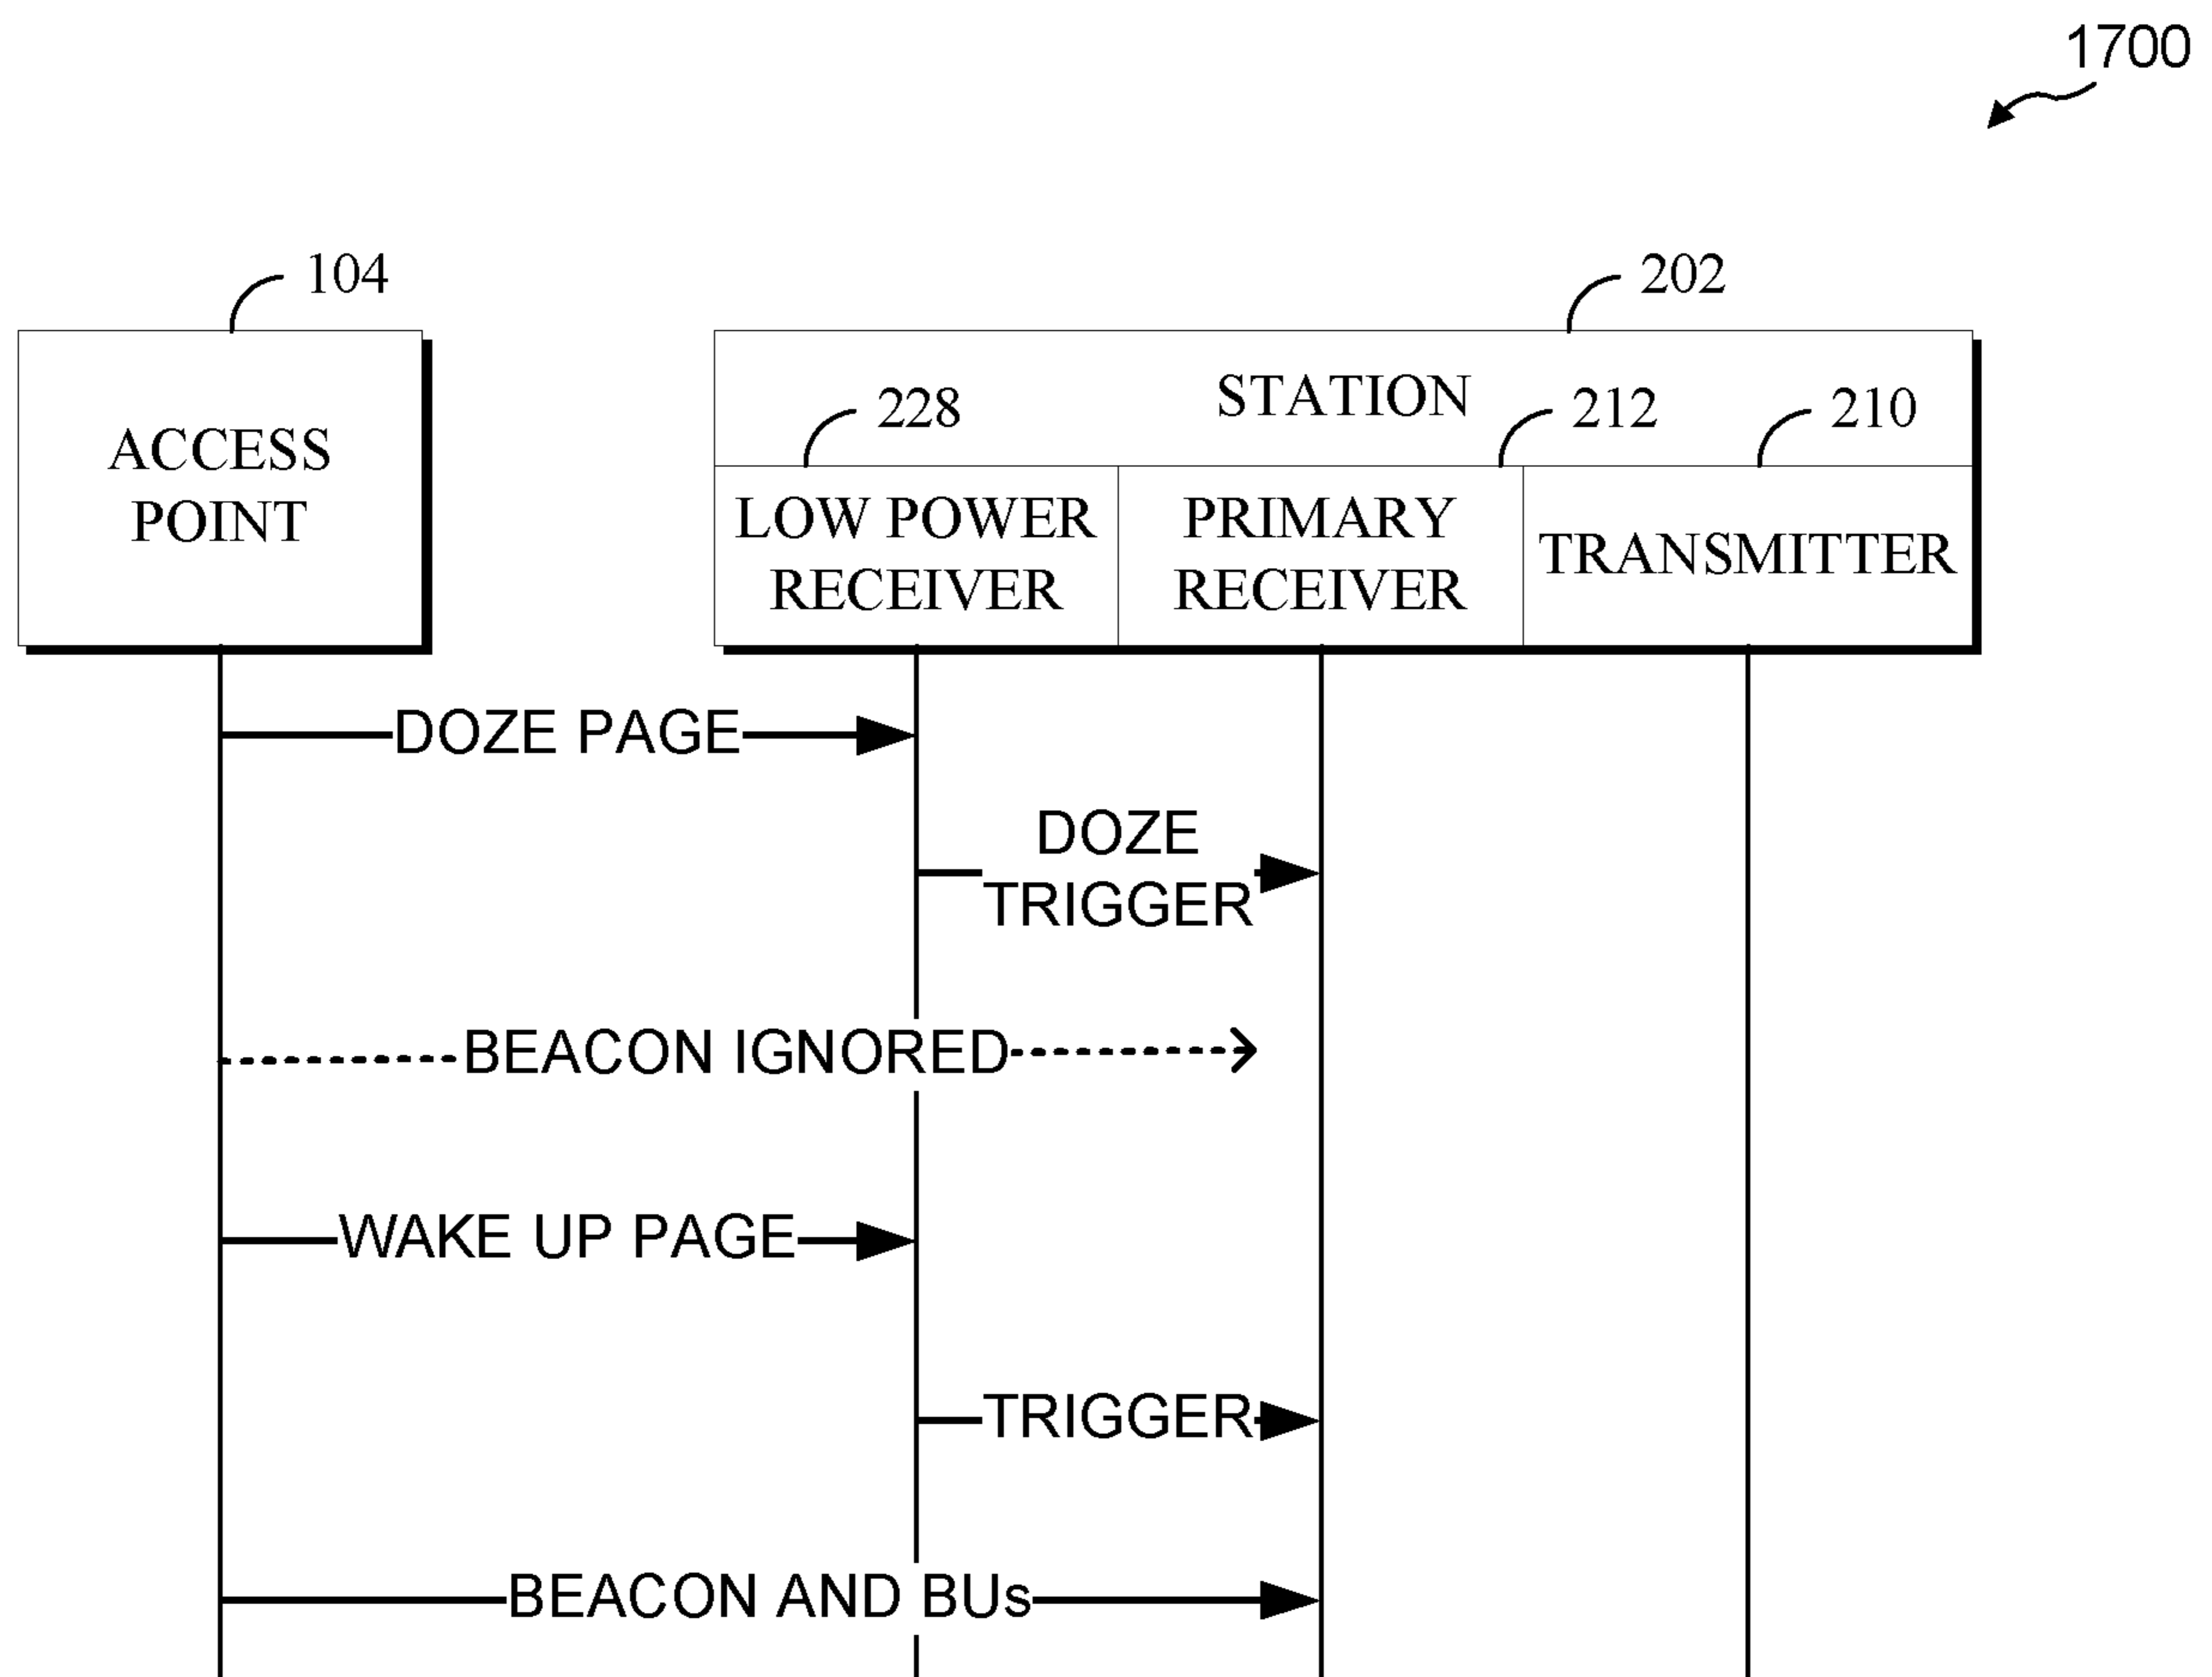 1700
104
202
ACCESS
POINT
STATION
228
212
210
LOW POWER
RECEIVER
PRIMARY
RECEIVER
TRANSMITTER
DOZE PAGE
DOZE
TRIGGER
BEACON IGNORED
WAKE UP PAGE
TRIGGER
BEACON AND BUs